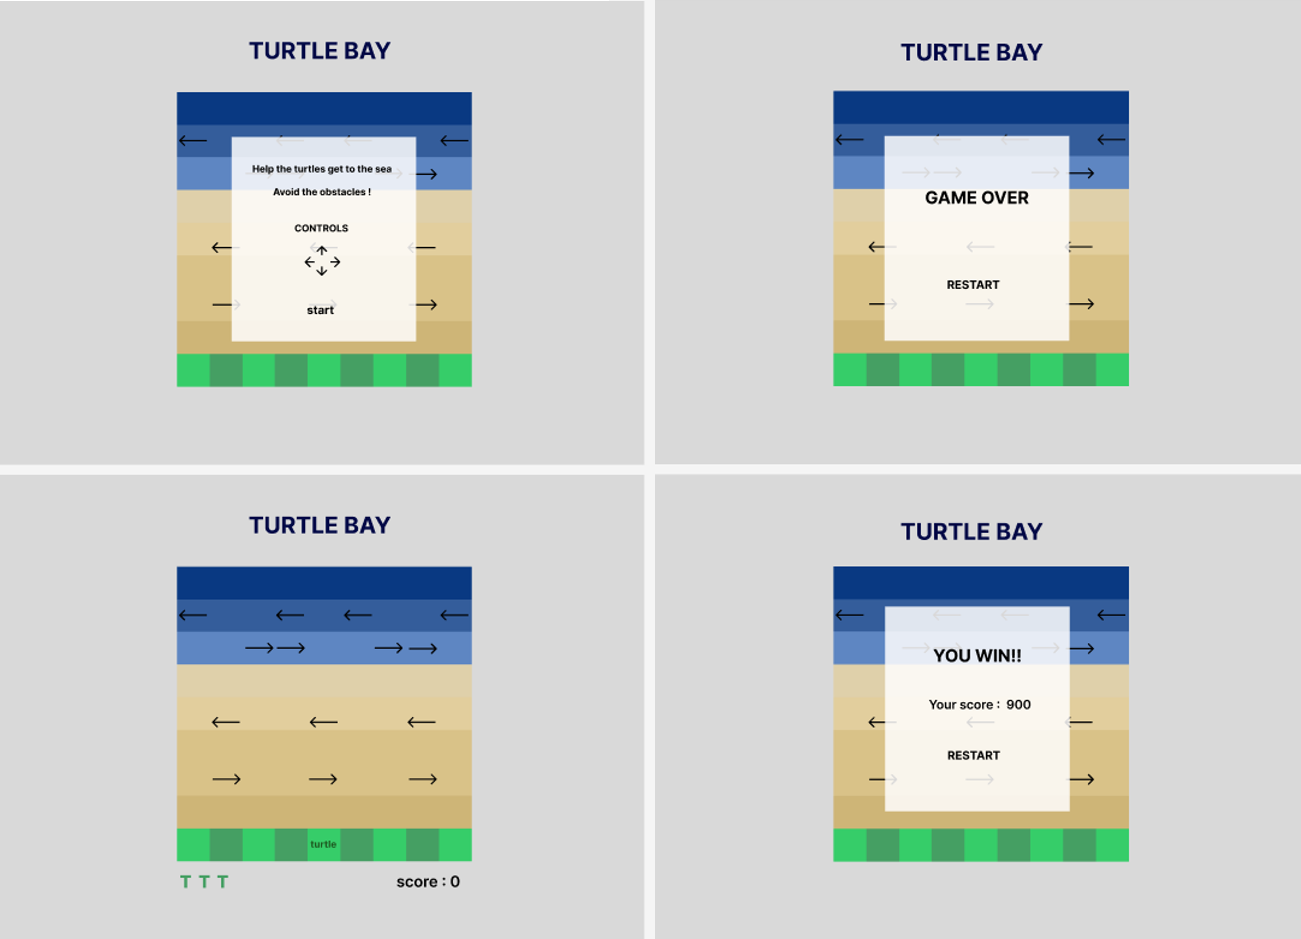 TURTLE BAY
Help the turtles get to the sea
Avoid the obstacles !
CONTROLS
start
TURTLE BAY
GAME OVER
RESTART
TURTLE BAY
turtle
T T T
score : 0
TURTLE BAY
YOU WIN!!
Your score : 900
RESTART